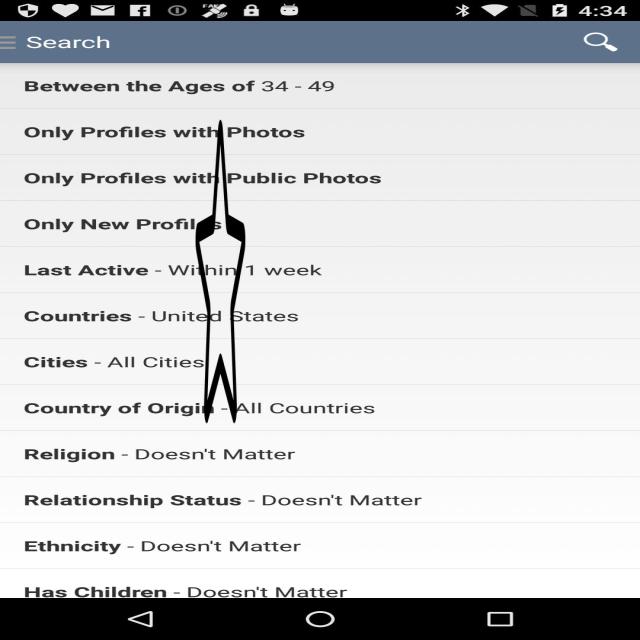 FAKE
4:34
Search
Between the Ages of 34 - 49
Only Profiles with Photos
Only Profiles with Public Photos
Only New Profiles
Last Active - Within 1 week
Countries - United States
Cities - All Cities
Country of Origin - All Countries
Religion - Doesn't Matter
Relationship Status - Doesn't Matter
Ethnicity - Doesn't Matter
Has Children - Doesn't Matter